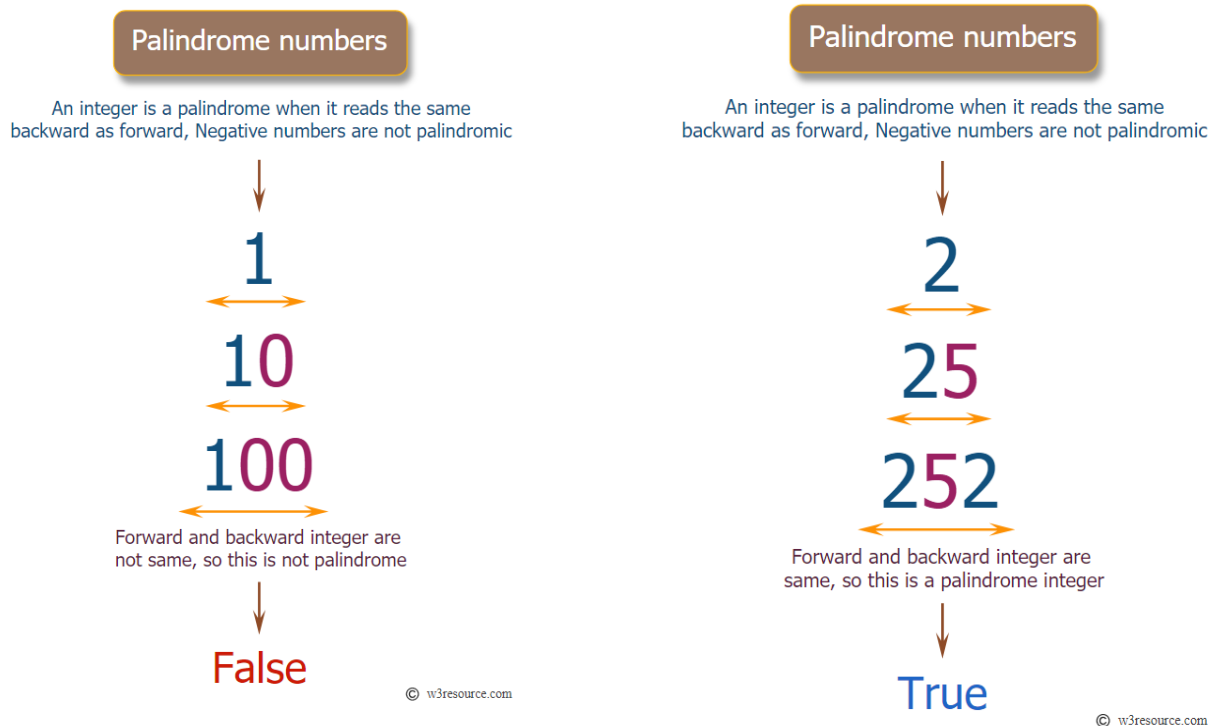 Palindrome numbers
An integer is a palindrome when it reads the same
backward as forward, Negative numbers are not palindromic
1
10
100
Forward and backward integer are
not same, so this is not palindrome
False
© w3resource.com
Palindrome numbers
An integer is a palindrome when it reads the same
backward as forward, Negative numbers are not palindromic
2
25
252
Forward and backward integer are
same, so this is a palindrome integer
True
© w3resource.com